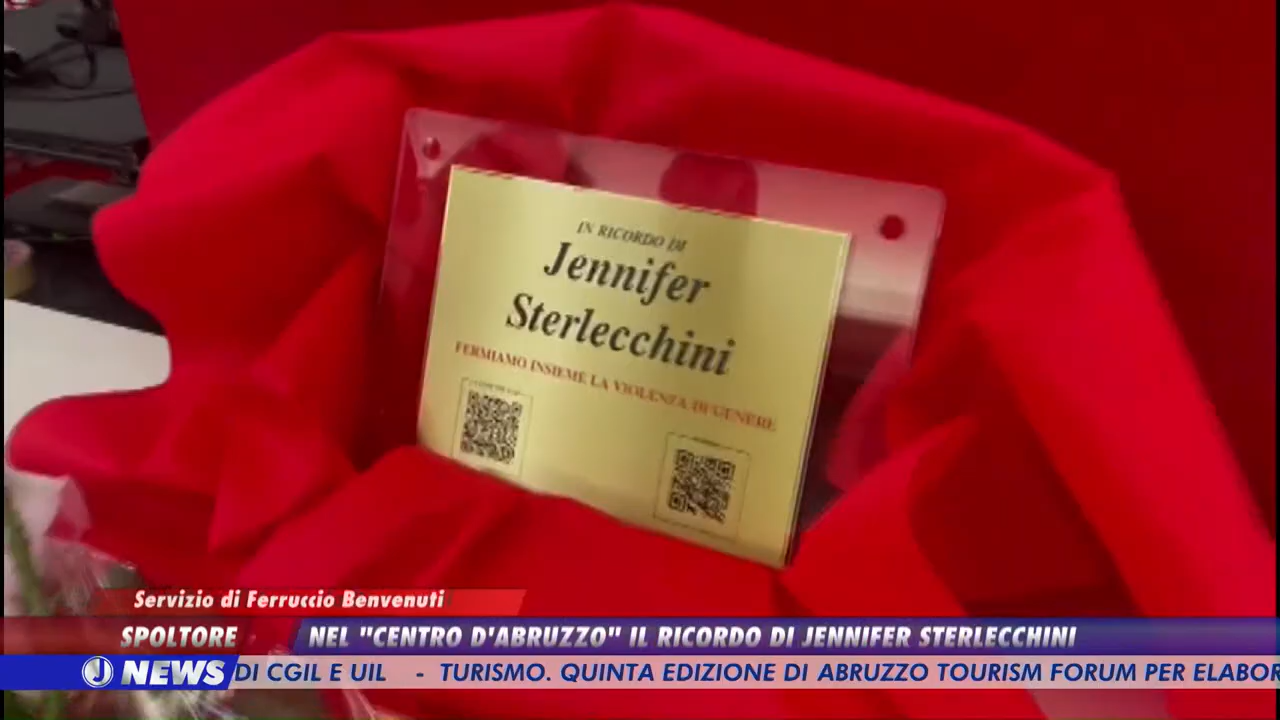 IN RICORDO DI
Jennifer
Sterlecchini
FERMIAMO INSIEME LA VIOLENZA DI GENERE
Servizio di Ferruccio Benvenuti
SPOLTORE NEL "CENTRO D'ABRUZZO" IL RICORDO DI JENNIFER STERLECCHINI
J NEWS DI CGIL E UIL - TURISMO. QUINTA EDIZIONE DI ABRUZZO TOURISM FORUM PER ELABOR